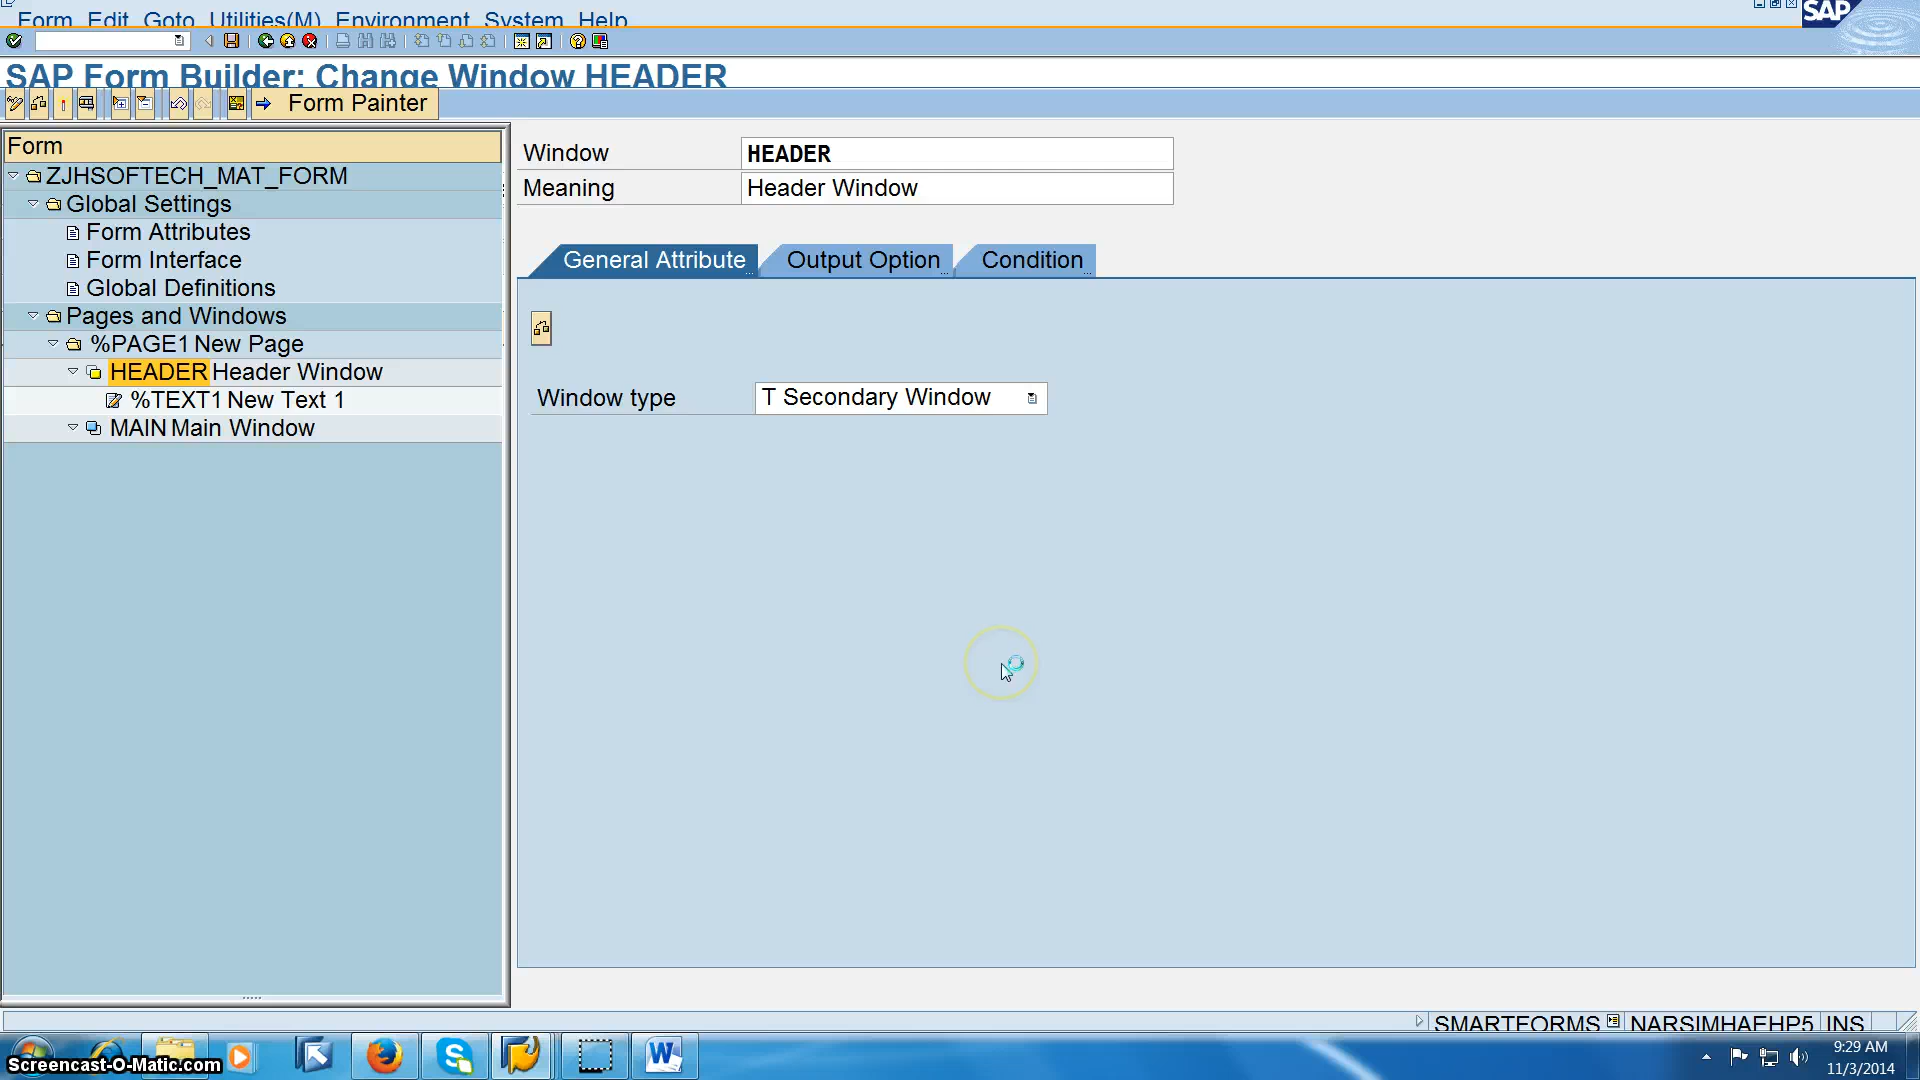 Form Edit Goto Utilities(M) Environment System Help
SAP
SAP Form Builder: Change Window HEADER
Form Painter
Form
ZJHSOFTECH_MAT_FORM
Global Settings
Form Attributes
Form Interface
Global Definitions
Pages and Windows
%PAGE1 New Page
HEADER Header Window
%TEXT1 New Text 1
MAIN Main Window
Window HEADER
Meaning Header Window
General Attribute Output Option Condition
Window type T Secondary Window
SMARTFORMS NARSIMHAEHP5 INS
Screencast-O-Matic.com
9:29 AM
11/3/2014